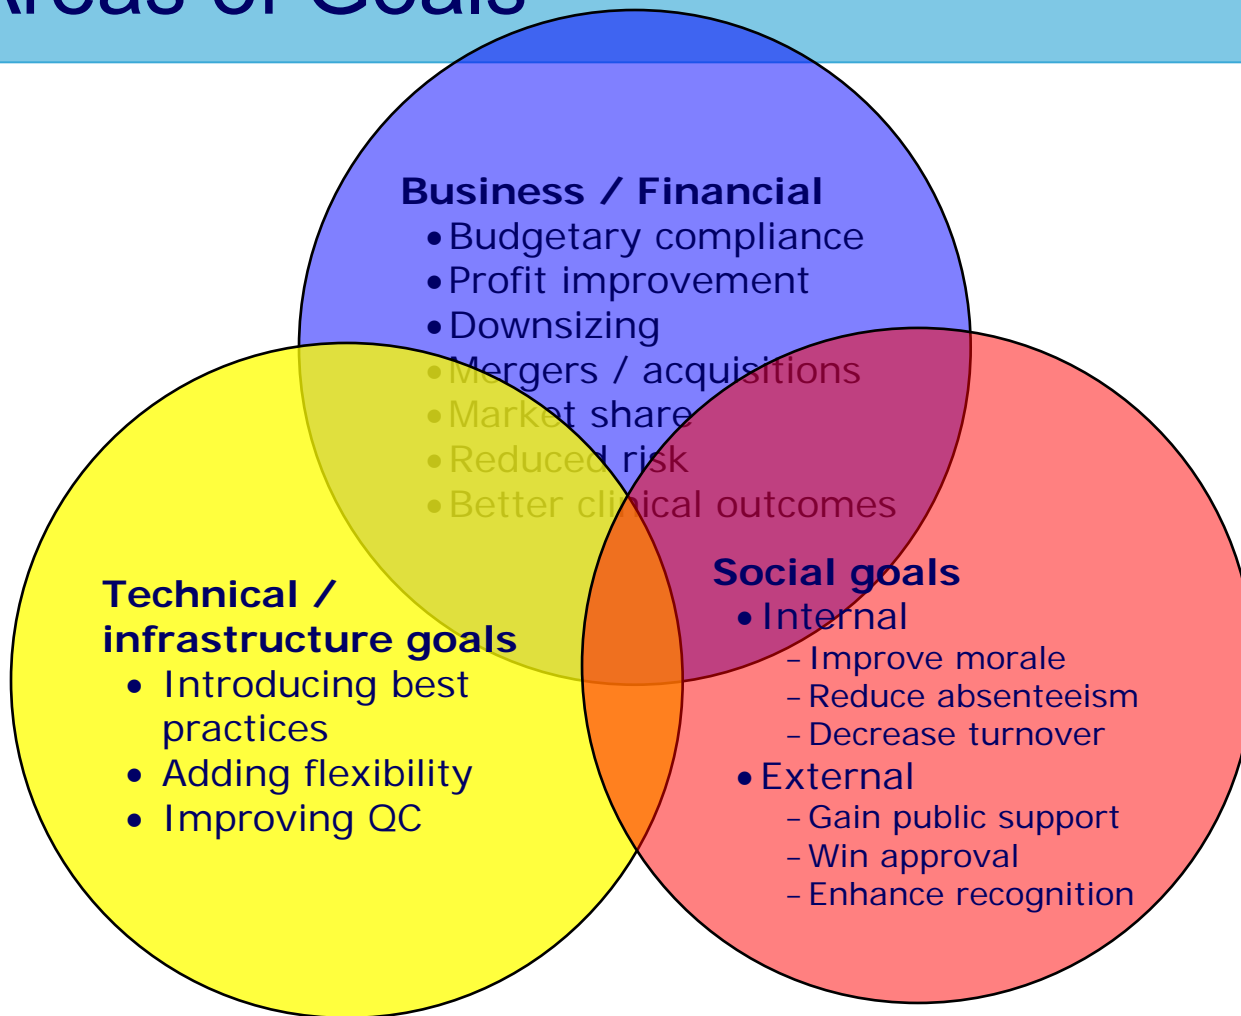 Areas of Goals
Business / Financial
•Budgetary compliance
•Profit improvement
•Downsizing
•Mergers / acquisitions
•Market share
•Reduced risk
•Better clinical outcomes
Technical /
infrastructure goals
• Introducing best
practices
• Adding flexibility
• Improving QC
Social goals
•Internal
–Improve morale
–Reduce absenteeism
–Decrease turnover
•External
–Gain public support
–Win approval
–Enhance recognition